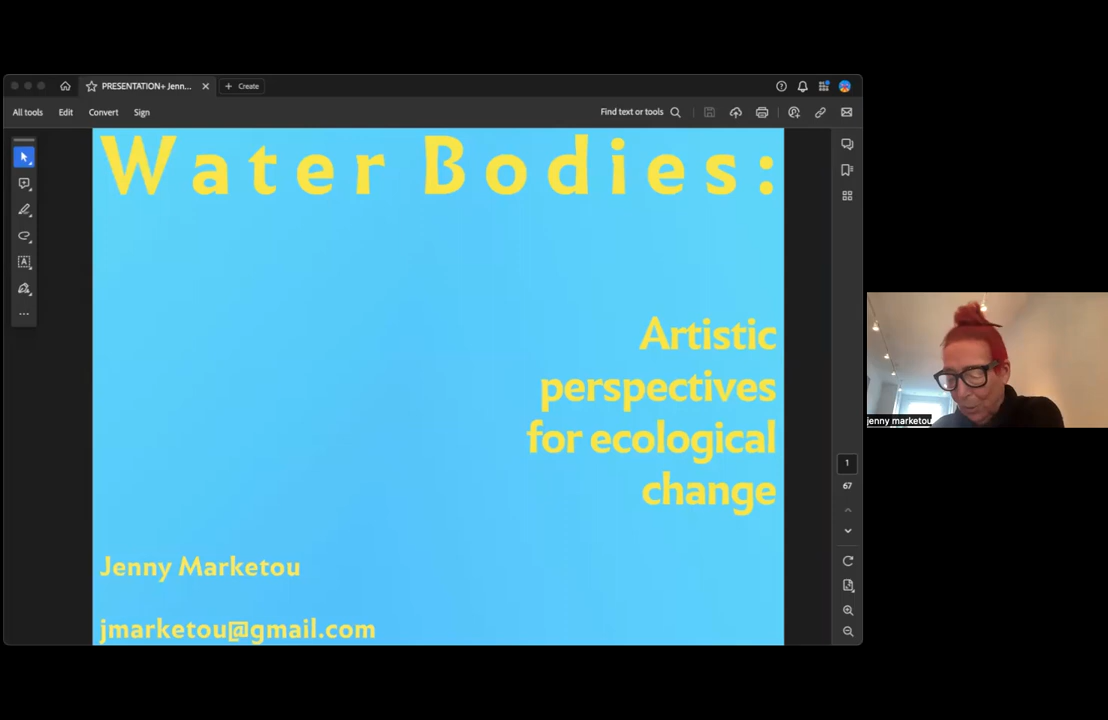 PRESENTATION+ Jenn...
Create
All tools
Edit
Convert
Sign
Find text or tools
Water Bodies:
Artistic
perspectives
for ecological
change
Jenny Marketou
jmarketou@gmail.com
1
67
jenny marketou